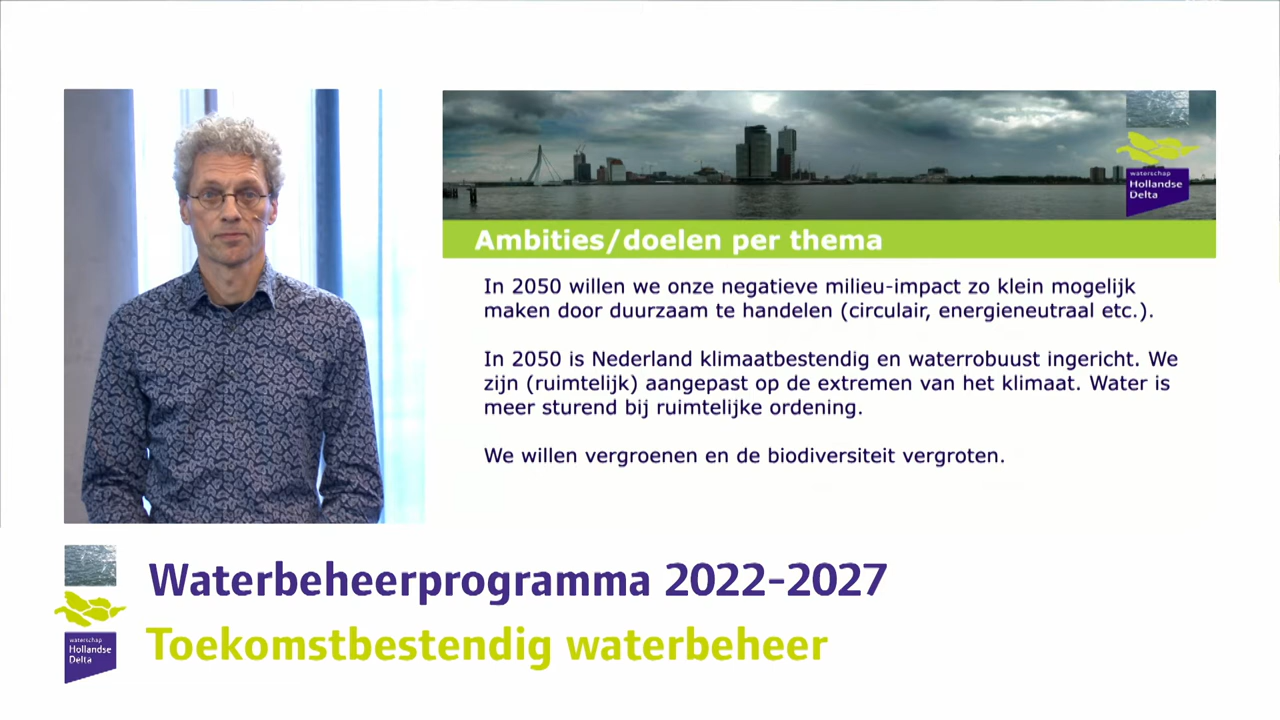 waterschap
Hollandse
Delta
Ambities/doelen per thema
In 2050 willen we onze negatieve milieu-impact zo klein mogelijk
maken door duurzaam te handelen (circulair, energieneutraal etc.).
In 2050 is Nederland klimaatbestendig en waterrobuust ingericht. We
zijn (ruimtelijk) aangepast op de extremen van het klimaat. Water is
meer sturend bij ruimtelijke ordening.
We willen vergroenen en de biodiversiteit vergroten.
Waterbeheerprogramma 2022-2027
Toekomstbestendig waterbeheer
waterschap
Hollandse
Delta